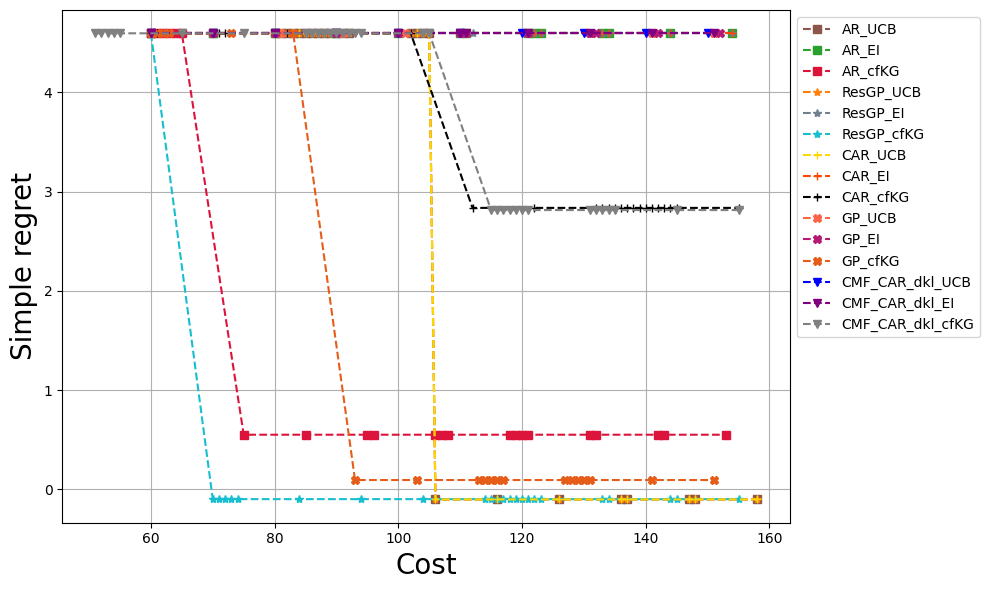 Simple regret
4
3
2
1
0
60
80
100
120
140
160
Cost
AR_UCB
AR_EI
AR_cfKG
ResGP_UCB
ResGP_EI
ResGP_cfKG
CAR_UCB
CAR_EI
CAR_cfKG
GP_UCB
GP_EI
GP_cfKG
CMF_CAR_dkl_UCB
CMF_CAR_dkl_EI
CMF_CAR_dkl_cfKG